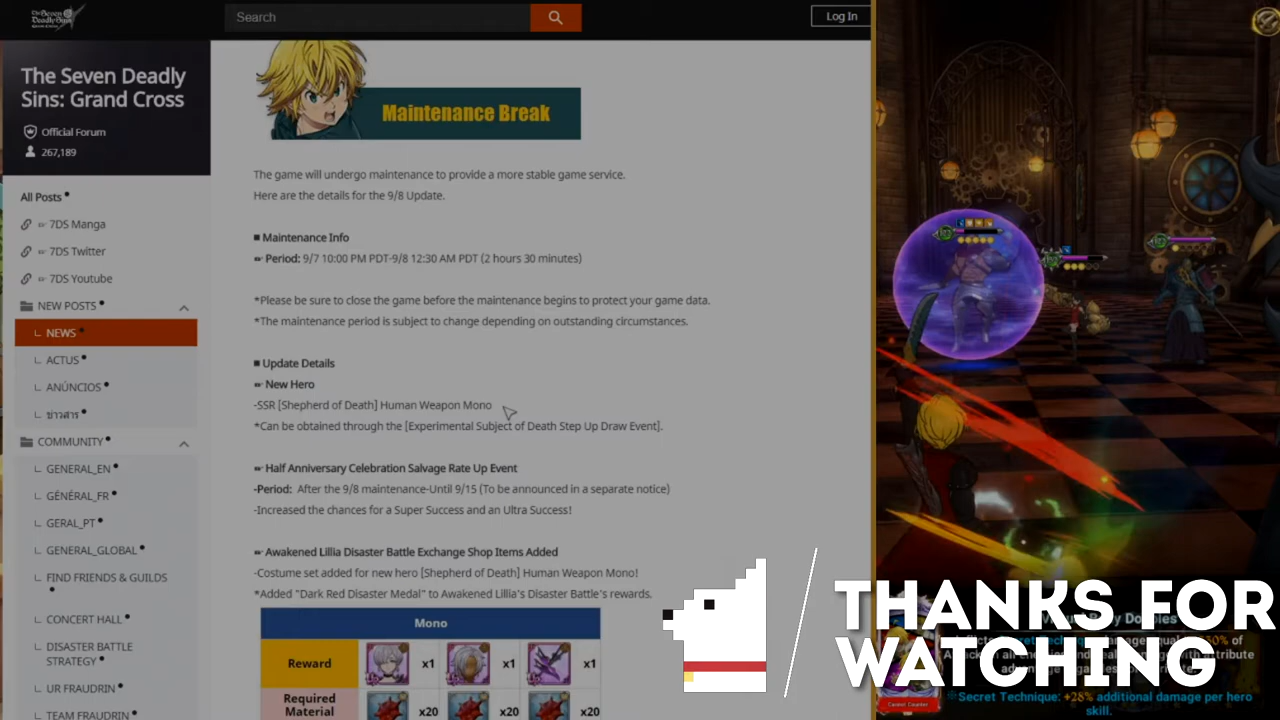 The Seven
Deadly Sins
Search
Log In
The Seven Deadly
Sins: Grand Cross
Official Forum
267,189
All Posts
7DS Manga
7DS Twitter
7DS Youtube
NEW POSTS
NEWS
ACTUS
ANÚNCIOS
ข่าวสาร
COMMUNITY
GENERAL_EN
GÉNÉRAL_FR
GERAL_PT
GENERAL_GLOBAL
FIND FRIENDS & GUILDS
CONCERT HALL
DISASTER BATTLE
STRATEGY
UR FRAUDRIN
TEAM FRAUDRIN
Maintenance Break
The game will undergo maintenance to provide a more stable game service.
Here are the details for the 9/8 Update.
■ Maintenance Info
Period: 9/7 10:00 PM PDT-9/8 12:30 AM PDT (2 hours 30 minutes)
*Please be sure to close the game before the maintenance begins to protect your game data.
*The maintenance period is subject to change depending on outstanding circumstances.
■ Update Details
New Hero
-SSR [Shepherd of Death] Human Weapon Mono
*Can be obtained through the [Experimental Subject of Death Step Up Draw Event].
Half Anniversary Celebration Salvage Rate Up Event
-Period: After the 9/8 maintenance-Until 9/15 (To be announced in a separate notice)
-Increased the chances for a Super Success and an Ultra Success!
Awakened Lillia Disaster Battle Exchange Shop Items Added
-Costume set added for new hero [Shepherd of Death] Human Weapon Mono!
*Added "Dark Red Disaster Medal" to Awakened Lillia's Disaster Battle's rewards.
Mono
Reward x1 x1 x1
Required
Material x20 x20 x20
THANKS FOR
WATCHING
Secret Technique: +28% additional damage per hero
skill.
Cancel Counter